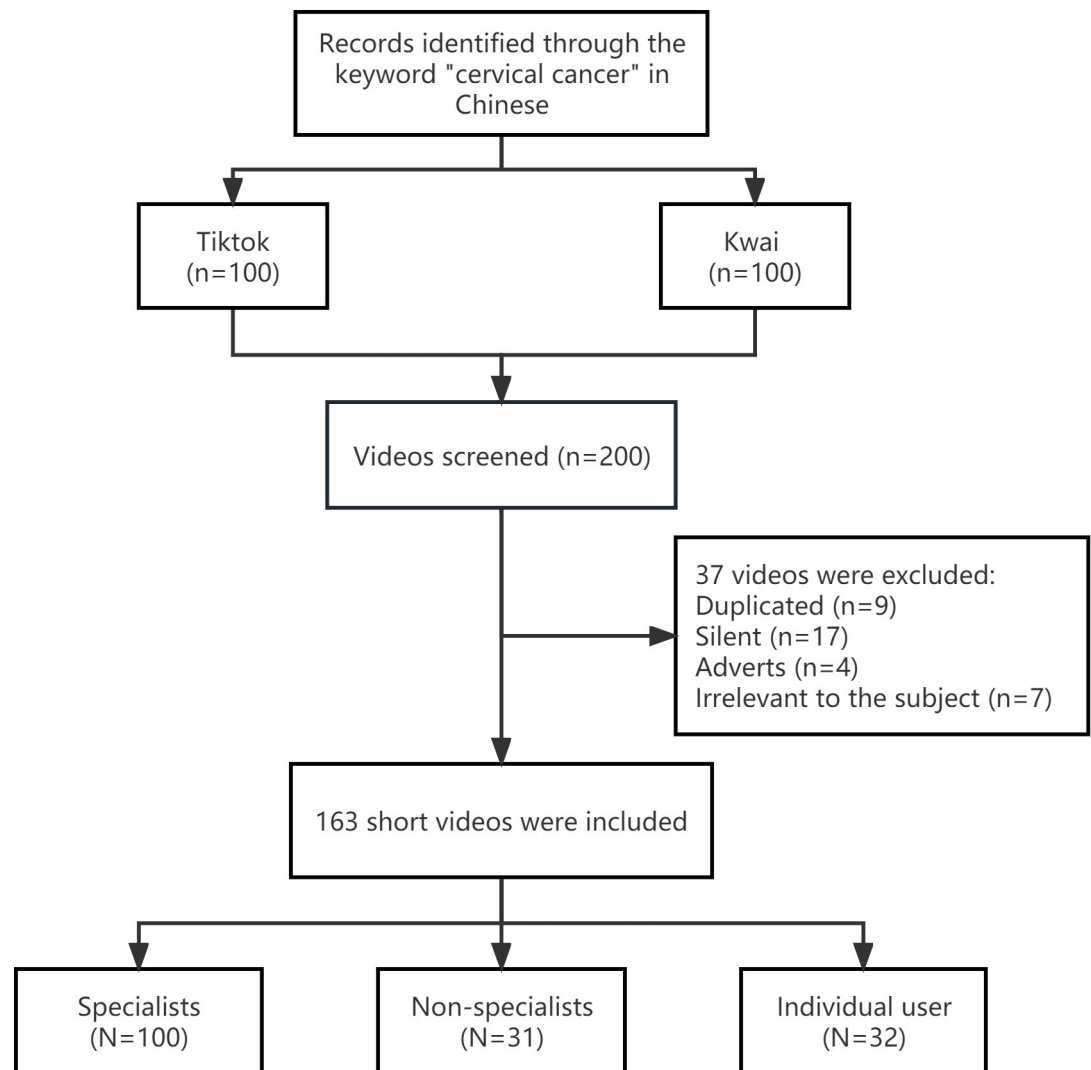 Records identified through the
keyword "cervical cancer" in
Chinese
Tiktok
(n=100)
Kwai
(n=100)
Videos screened (n=200)
37 videos were excluded:
Duplicated (n=9)
Silent (n=17)
Adverts (n=4)
Irrelevant to the subject (n=7)
163 short videos were included
Specialists
(N=100)
Non-specialists
(N=31)
Individual user
(N=32)